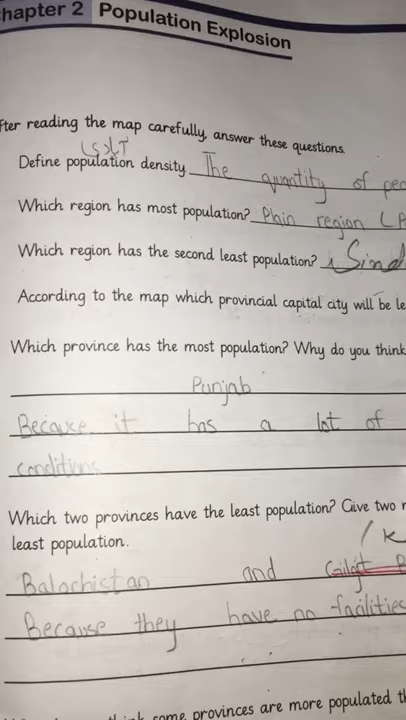 hapter 2 Population Explosion
fter reading the map carefully, answer these questions.
Define population density The quantity of peo
Which region has most population? Plain region (P
Which region has the second least population? Sind
According to the map which provincial capital city will be le
Which province has the most population? Why do you think
Punjab
Because it has a lot of
conditions
Which two provinces have the least population? Give two r
least population.
/ K
Balochistan and Gilgit B
Because they have no facilities
think some provinces are more populated th